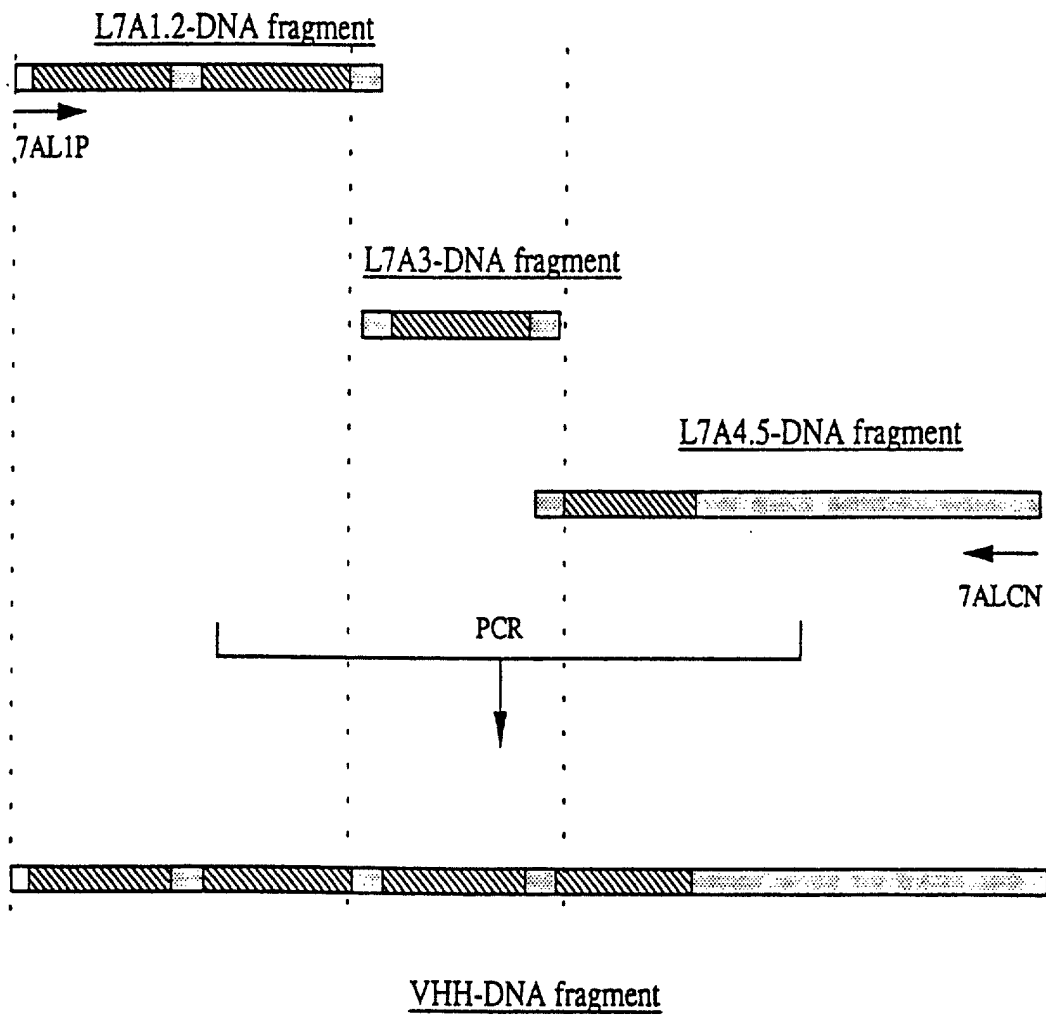 L7A1.2-DNA fragment
7AL1P
L7A3-DNA fragment
L7A4.5-DNA fragment
7ALCN
PCR
VHH-DNA fragment